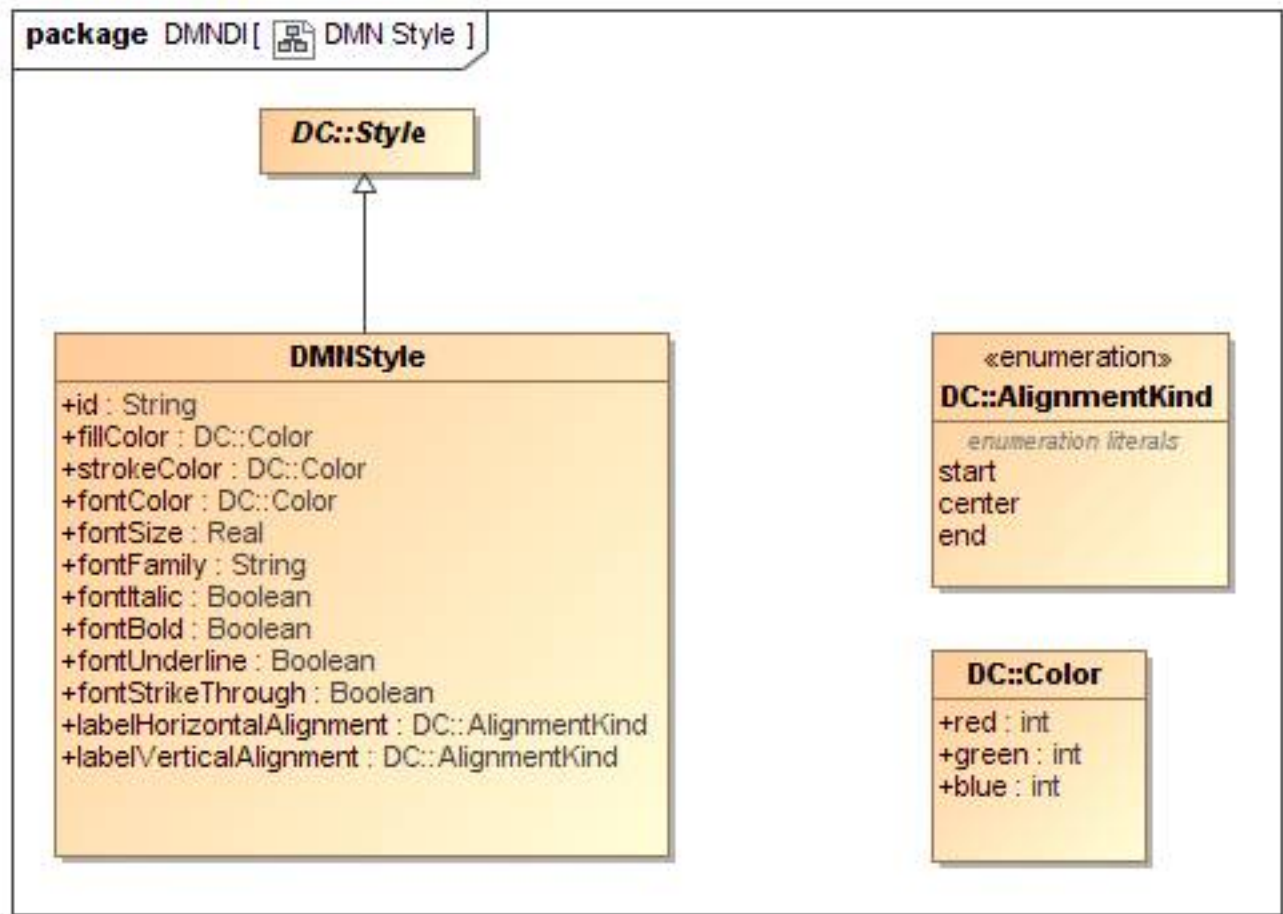 package DMNDI [ DMN Style ]
DC::Style
DMNStyle
+id : String
+fillColor : DC::Color
+strokeColor : DC::Color
+fontColor : DC::Color
+fontSize : Real
+fontFamily : String
+fontItalic : Boolean
+fontBold : Boolean
+fontUnderline : Boolean
+fontStrikeThrough : Boolean
+labelHorizontalAlignment : DC::AlignmentKind
+labelVerticalAlignment : DC::AlignmentKind
«enumeration»
DC::AlignmentKind
enumeration literals
start
center
end
DC::Color
+red : int
+green : int
+blue : int